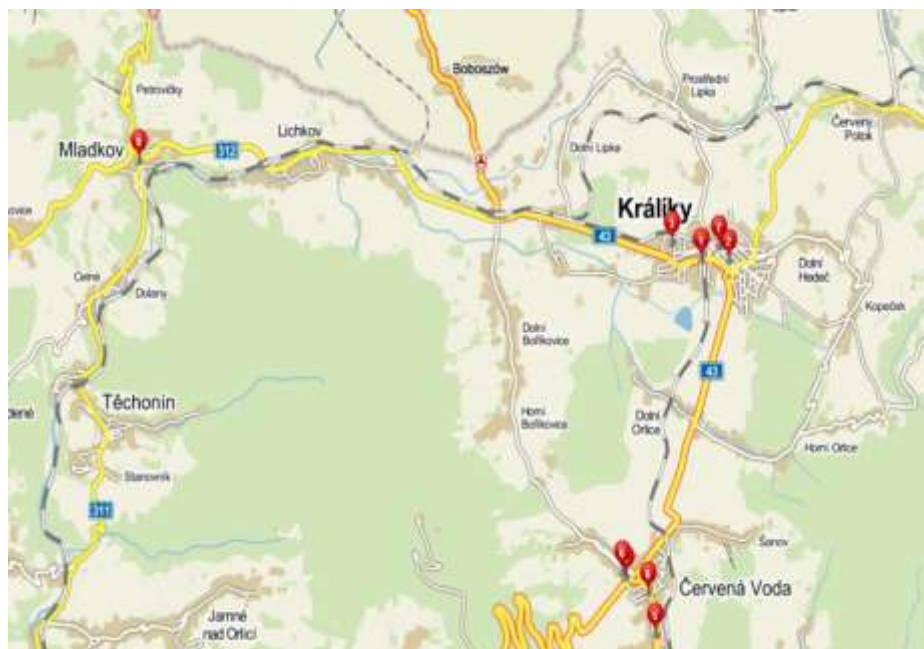 Boboszów
Petrovičky
Prostřední
Lipka
Červený
Potok
Mladkov
312
Lichkov
Dolní Lipka
Králíky
43
Dolní
Hedeč
Celné
Dolany
Kopeček
Dolní
Boříkovice
43
Těchonín
Horní
Boříkovice
Dolní
Orlice
Horní Orlice
Stanovník
311
Šanov
Červená Voda
Jamné
nad Orlicí